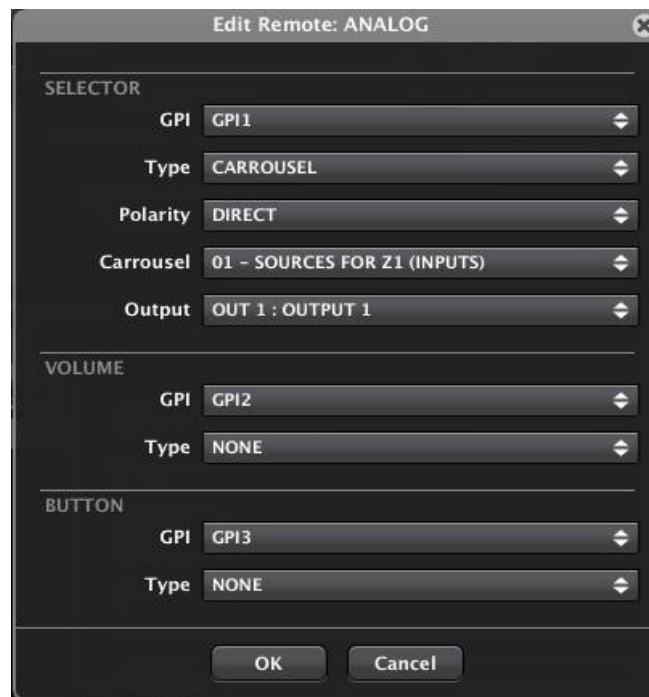 Edit Remote: ANALOG
SELECTOR
GPI GPI1
Type CARROUSEL
Polarity DIRECT
Carrousel 01 - SOURCES FOR Z1 (INPUTS)
Output OUT 1 : OUTPUT 1
VOLUME
GPI GPI2
Type NONE
BUTTON
GPI GPI3
Type NONE
OK Cancel